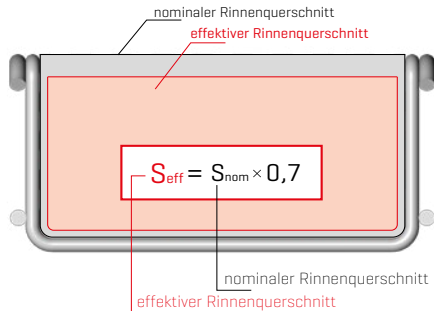 nominaler Rinnenquerschnitt
effektiver Rinnenquerschnitt
Seff = Snom × 0,7
nominaler Rinnenquerschnitt
effektiver Rinnenquerschnitt